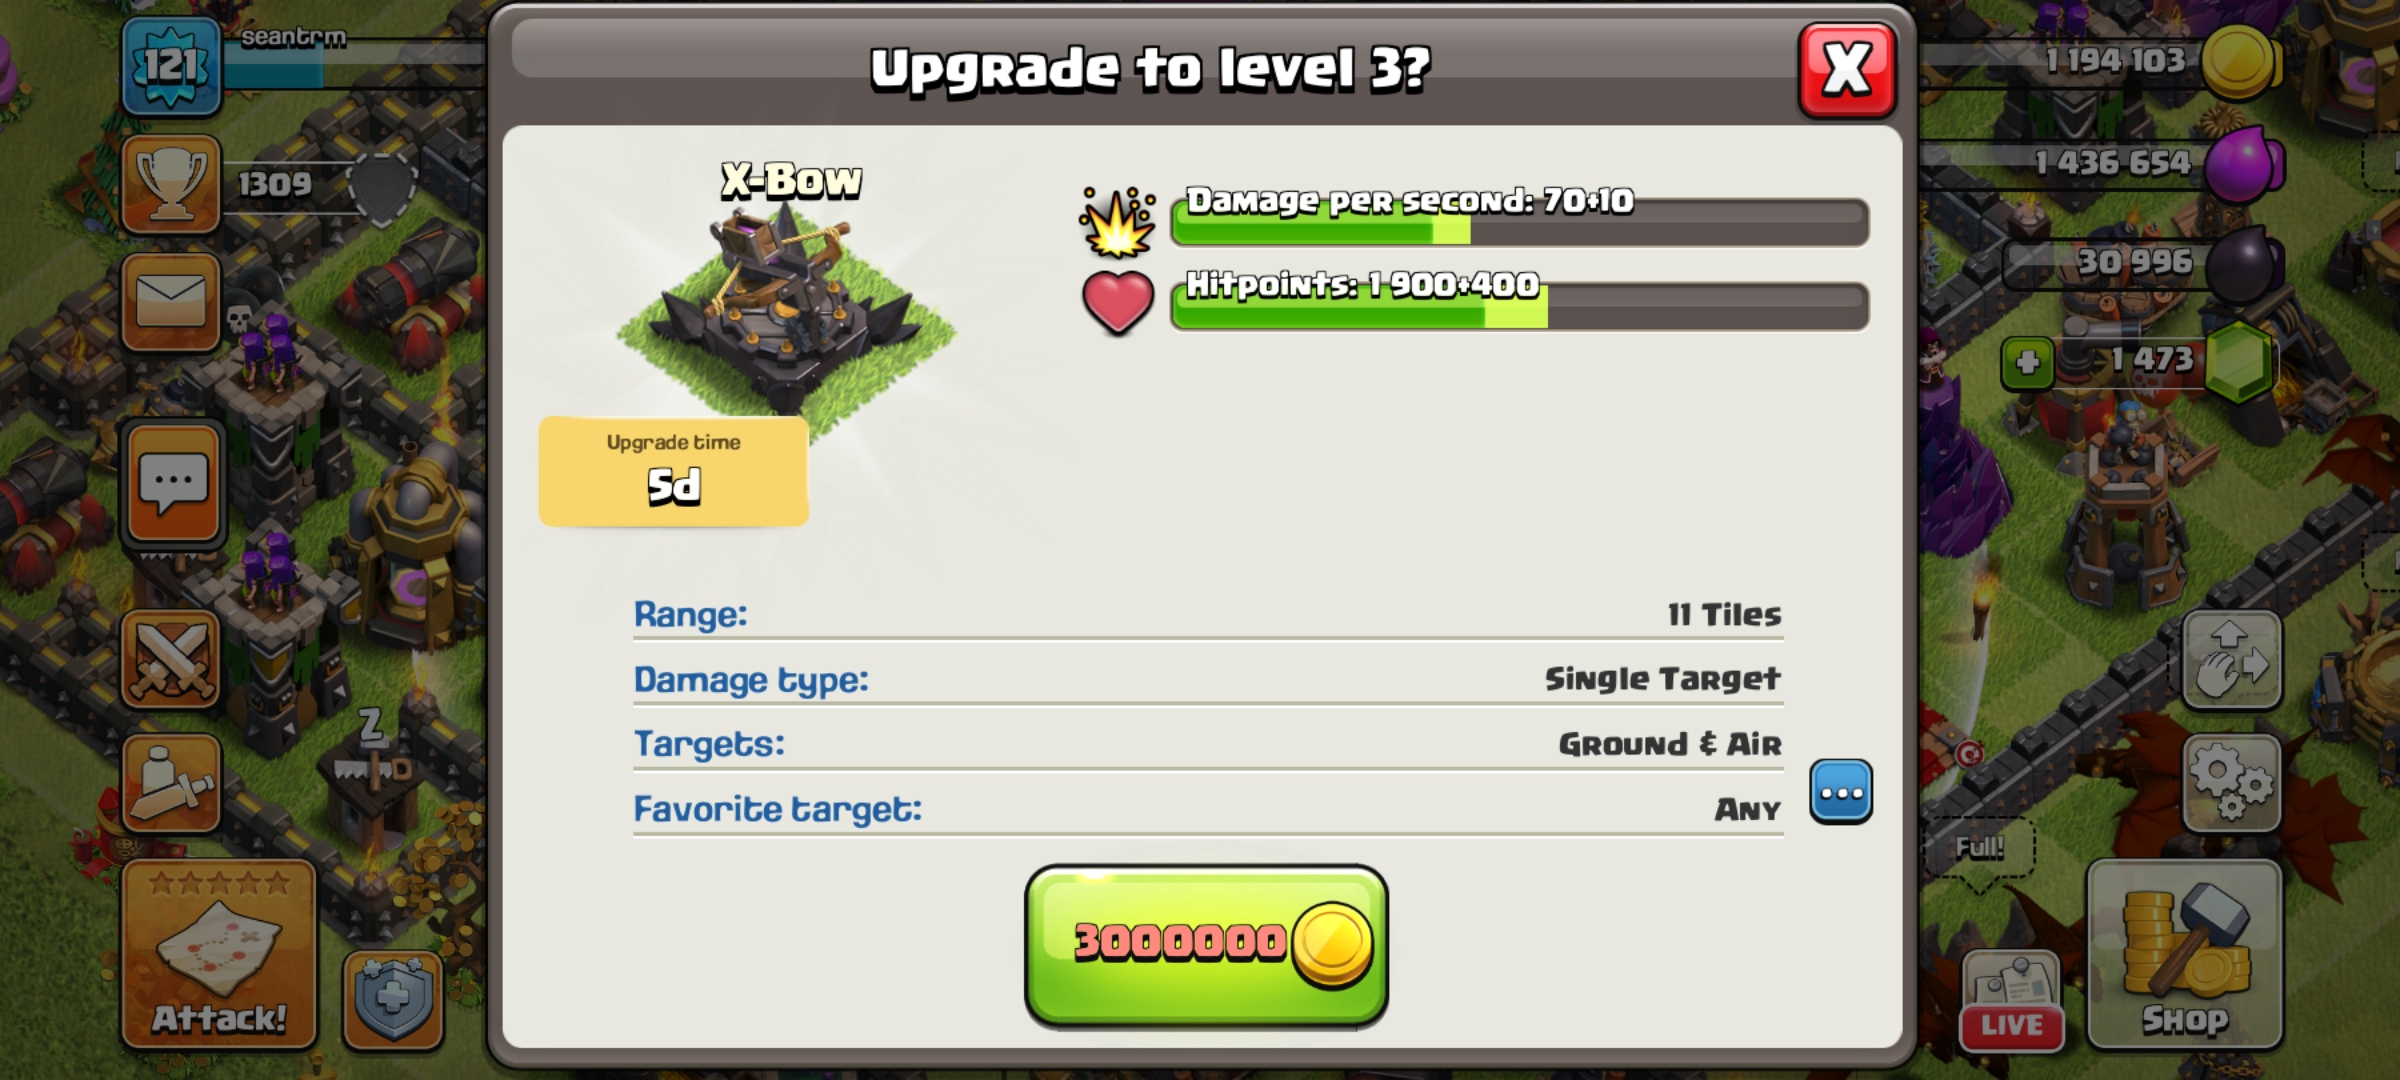 121
seantrm
1309
Upgrade to level 3?
X
X-Bow
Damage per second: 70+10
Hitpoints: 1 900+400
Upgrade time
5d
Range: 11 Tiles
Damage type: Single Target
Targets: Ground & Air
Favorite target: Any
3000000
1 194 103
1 436 654
30 996
1 473
Z
Full!
Attack!
LIVE
Shop